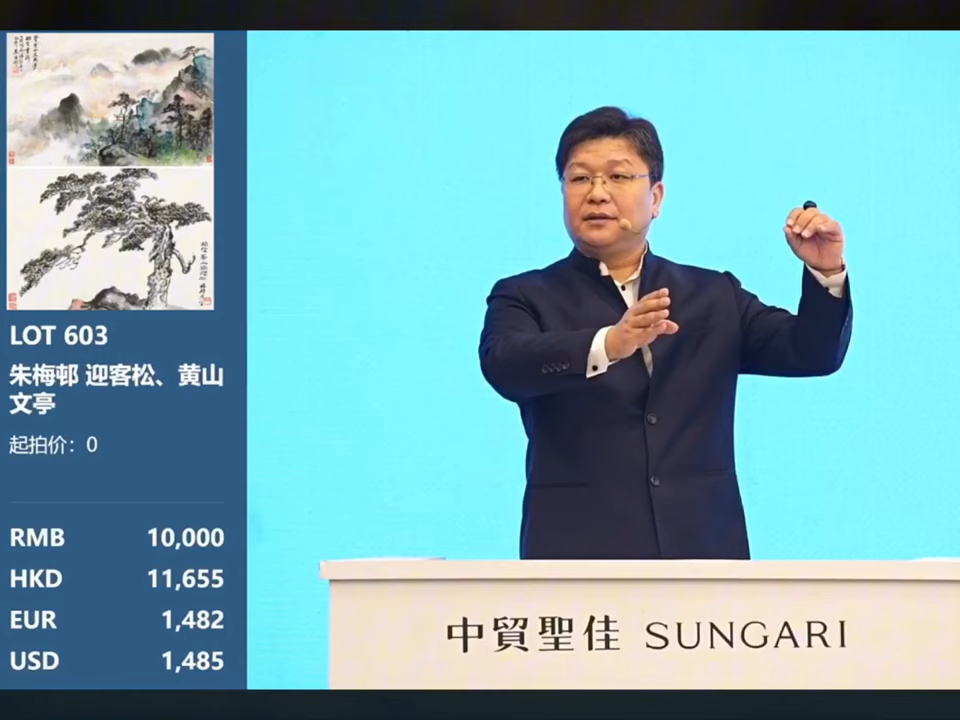 LOT 603
朱梅邨 迎客松、黄山
文亭
起拍价：0
RMB 10,000
HKD 11,655
EUR 1,482
USD 1,485
中貿聖佳 SUNGARI